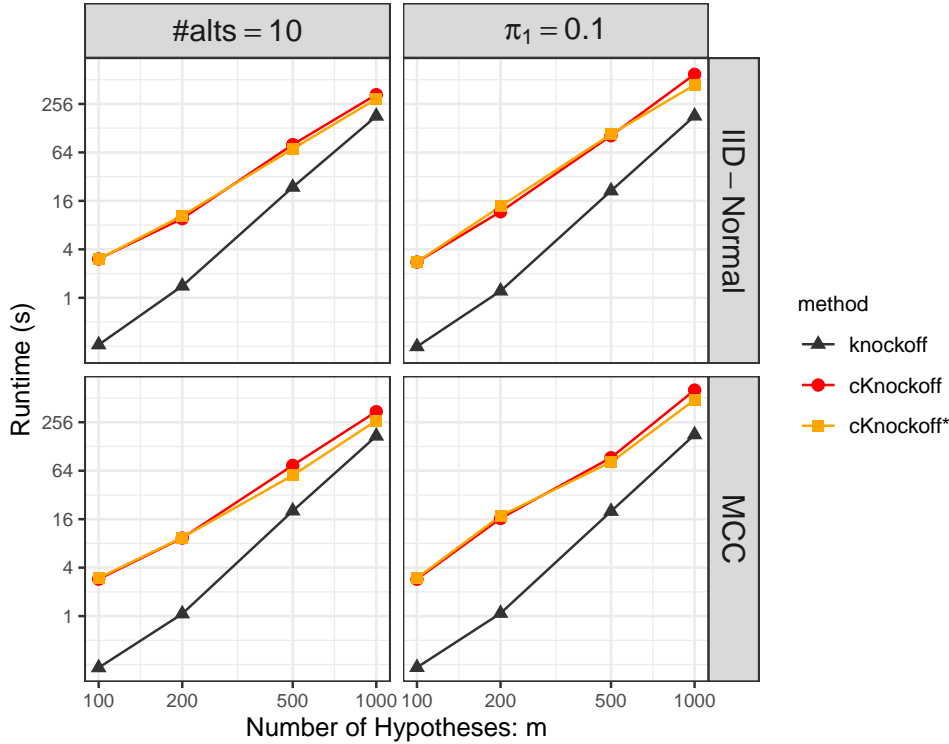 #alts = 10
π₁ = 0.1
256
64
16
4
1
IID − Normal
256
64
16
4
1
MCC
100 200 500 1000
100 200 500 1000
Number of Hypotheses: m
Runtime (s)
method
knockoff
cKnockoff
cKnockoff*